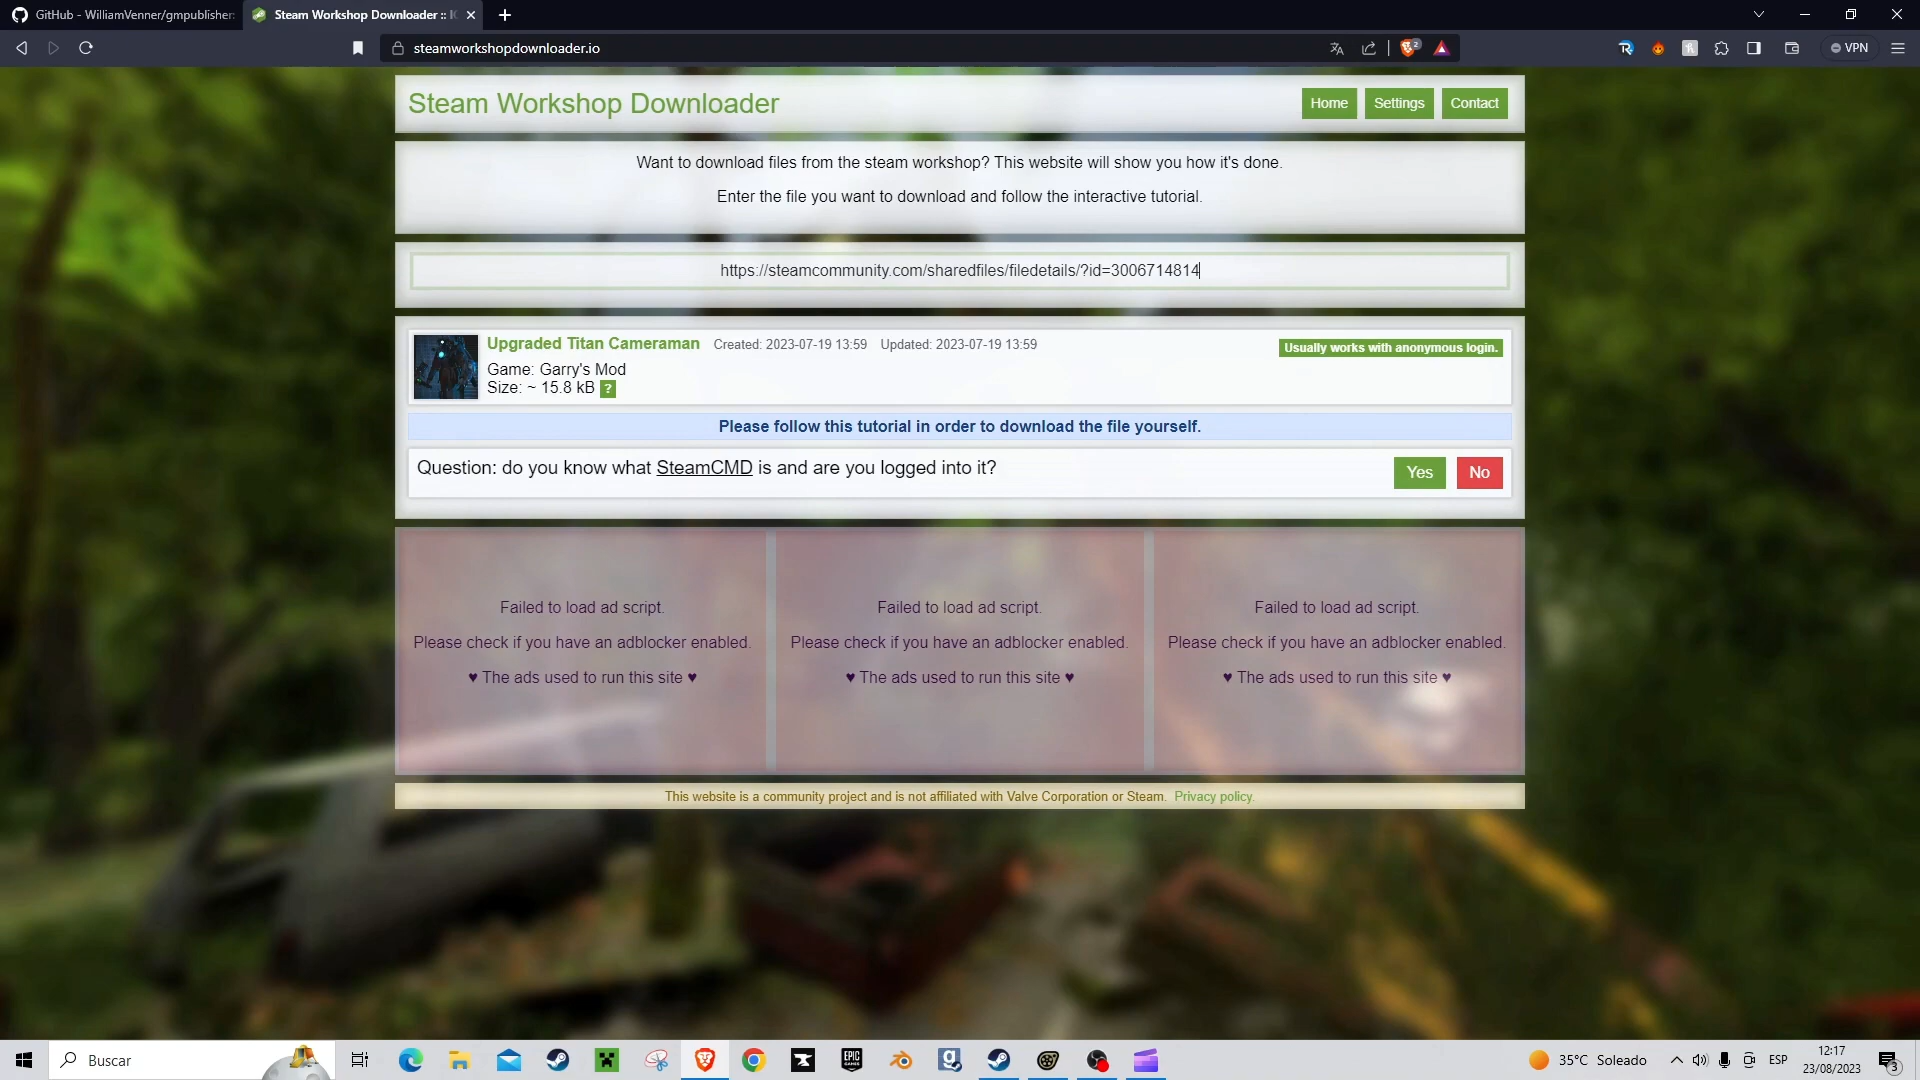 GitHub - WilliamVenner/gmpublisher:
Steam Workshop Downloader ::
steamworkshopdownloader.io
2
VPN
Steam Workshop Downloader
Home
Settings
Contact
Want to download files from the steam workshop? This website will show you how it's done.
Enter the file you want to download and follow the interactive tutorial.
https://steamcommunity.com/sharedfiles/filedetails/?id=3006714814
Upgraded Titan Cameraman Created: 2023-07-19 13:59 Updated: 2023-07-19 13:59
Usually works with anonymous login.
Game: Garry's Mod
Size: ~ 15.8 kB ?
Please follow this tutorial in order to download the file yourself.
Question: do you know what SteamCMD is and are you logged into it?
Yes
No
Failed to load ad script.
Please check if you have an adblocker enabled.
♥ The ads used to run this site ♥
Failed to load ad script.
Please check if you have an adblocker enabled.
♥ The ads used to run this site ♥
Failed to load ad script.
Please check if you have an adblocker enabled.
♥ The ads used to run this site ♥
This website is a community project and is not affiliated with Valve Corporation or Steam. Privacy policy.
Buscar
EPIC
GAMES
35°C Soleado
ESP
12:17
23/08/2023
3